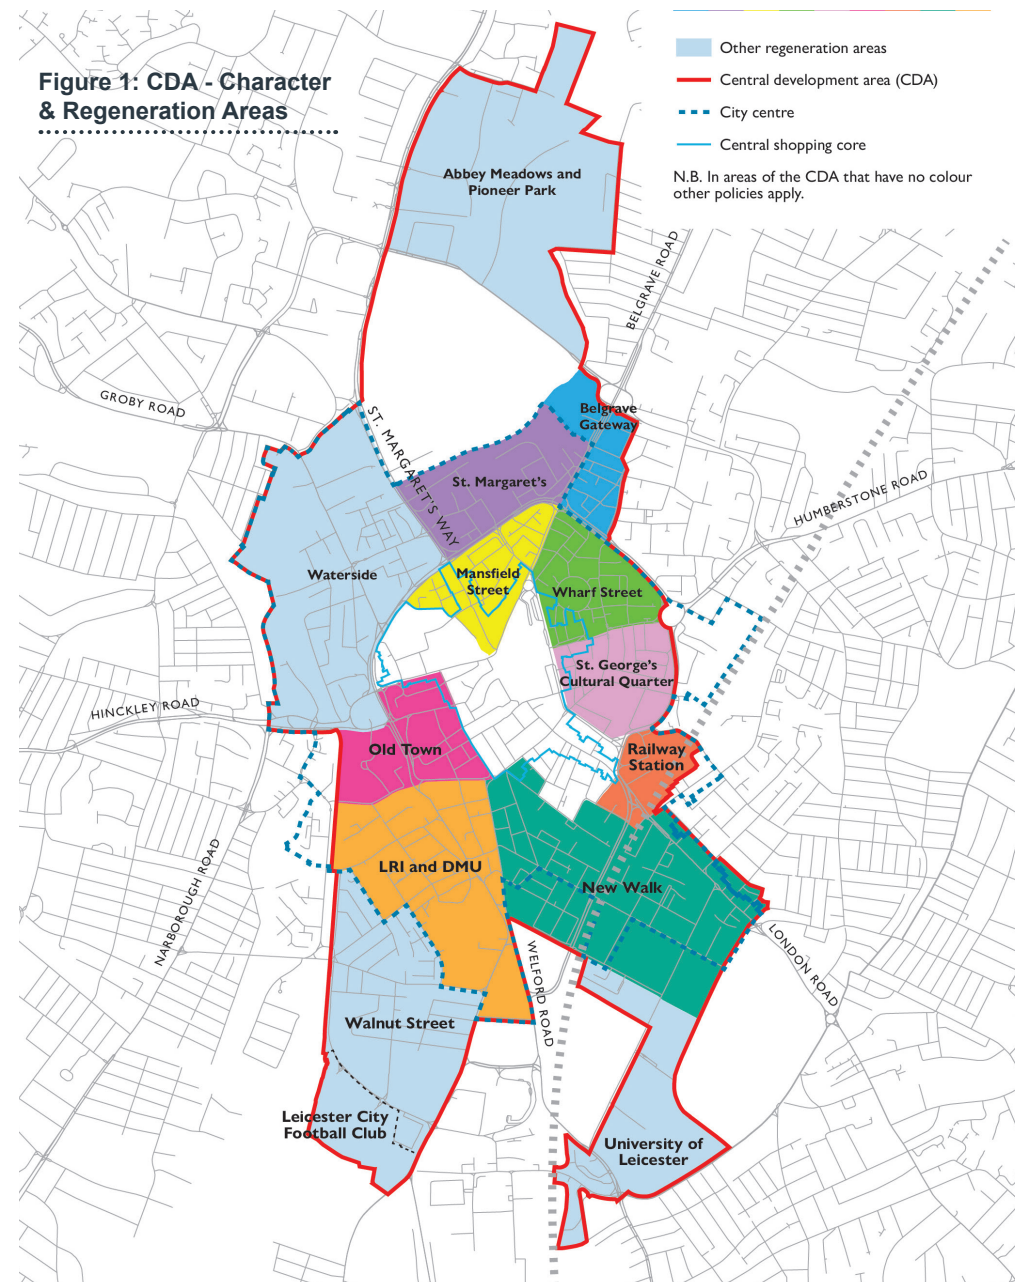 Figure 1: CDA - Character
& Regeneration Areas
Other regeneration areas
Central development area (CDA)
City centre
Central shopping core
N.B. In areas of the CDA that have no colour
other policies apply.
Abbey Meadows and
Pioneer Park
BELGRAVE ROAD
GROBY ROAD
ST. MARGARET'S WAY
Belgrave
Gateway
St. Margaret's
HUMBERSTONE ROAD
Waterside
Mansfield
Street
Wharf Street
St. George's
Cultural Quarter
HINCKLEY ROAD
Old Town
Railway
Station
NARBOROUGH ROAD
LRI and DMU
New Walk
WELFORD ROAD
LONDON ROAD
Walnut Street
Leicester City
Football Club
University of
Leicester